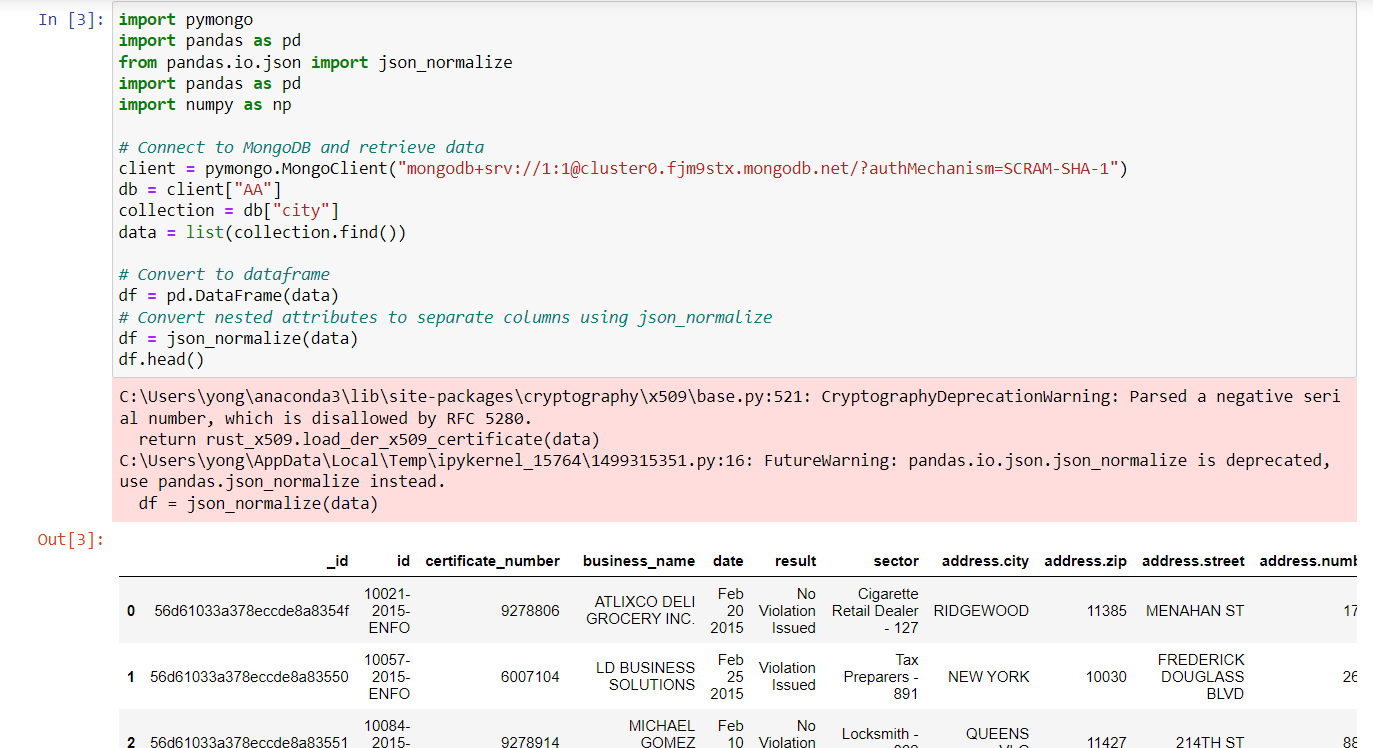 In [3]:
import pymongo
import pandas as pd
from pandas.io.json import json_normalize
import pandas as pd
import numpy as np
# Connect to MongoDB and retrieve data
client = pymongo.MongoClient("mongodb+srv://1:1@cluster0.fjm9stx.mongodb.net/?authMechanism=SCRAM-SHA-1")
db = client["AA"]
collection = db["city"]
data = list(collection.find())
# Convert to dataframe
df = pd.DataFrame(data)
# Convert nested attributes to separate columns using json_normalize
df = json_normalize(data)
df.head()
C:\Users\yong\anaconda3\lib\site-packages\cryptography\x509\base.py:521: CryptographyDeprecationWarning: Parsed a negative seri
al number, which is disallowed by RFC 5280.
return rust_x509.load_der_x509_certificate(data)
C:\Users\yong\AppData\Local\Temp\ipykernel_15764\1499315351.py:16: FutureWarning: pandas.io.json.json_normalize is deprecated,
use pandas.json_normalize instead.
df = json_normalize(data)
Out[3]:
_id id certificate_number business_name date result sector address.city address.zip address.street
0 56d61033a378eccde8a8354f 10021-2015-ENFO 9278806 ATLIXCO DELI GROCERY INC. Feb 20 2015 No Violation Issued Cigarette Retail Dealer - 127 RIDGEWOOD 11385 MENAHAN ST
1 56d61033a378eccde8a83550 10057-2015-ENFO 6007104 LD BUSINESS SOLUTIONS Feb 25 2015 Violation Issued Tax Preparers - 891 NEW YORK 10030 FREDERICK DOUGLASS BLVD
2 56d61033a378eccde8a83551 10084-2015- 9278914 MICHAEL GOMEZ Feb 10 No Violation Locksmith - QUEENS 11427 214TH ST